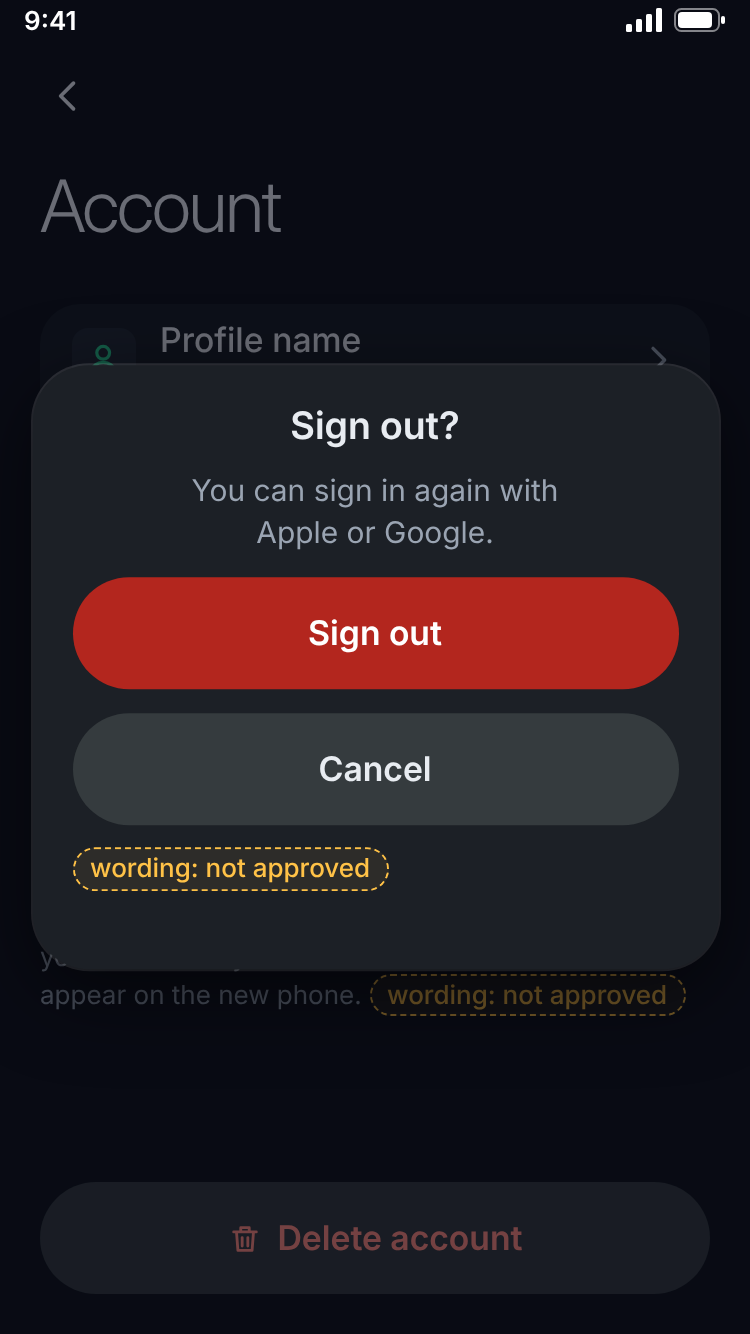 9:41
Account
Profile name
Sign out?
You can sign in again with
Apple or Google.
Sign out
Cancel
wording: not approved
appear on the new phone. wording: not approved
Delete account